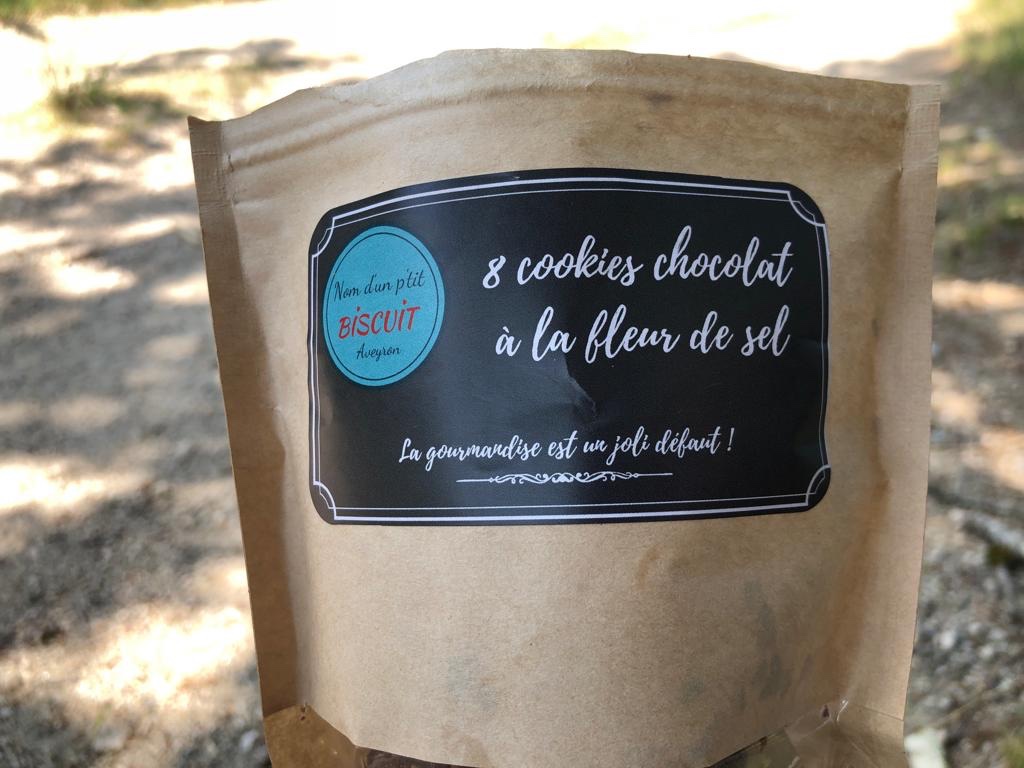 Nom d'un p'tit
BISCUIT
Aveyron
8 cookies chocolat
à la fleur de sel
La gourmandise est un joli défaut !